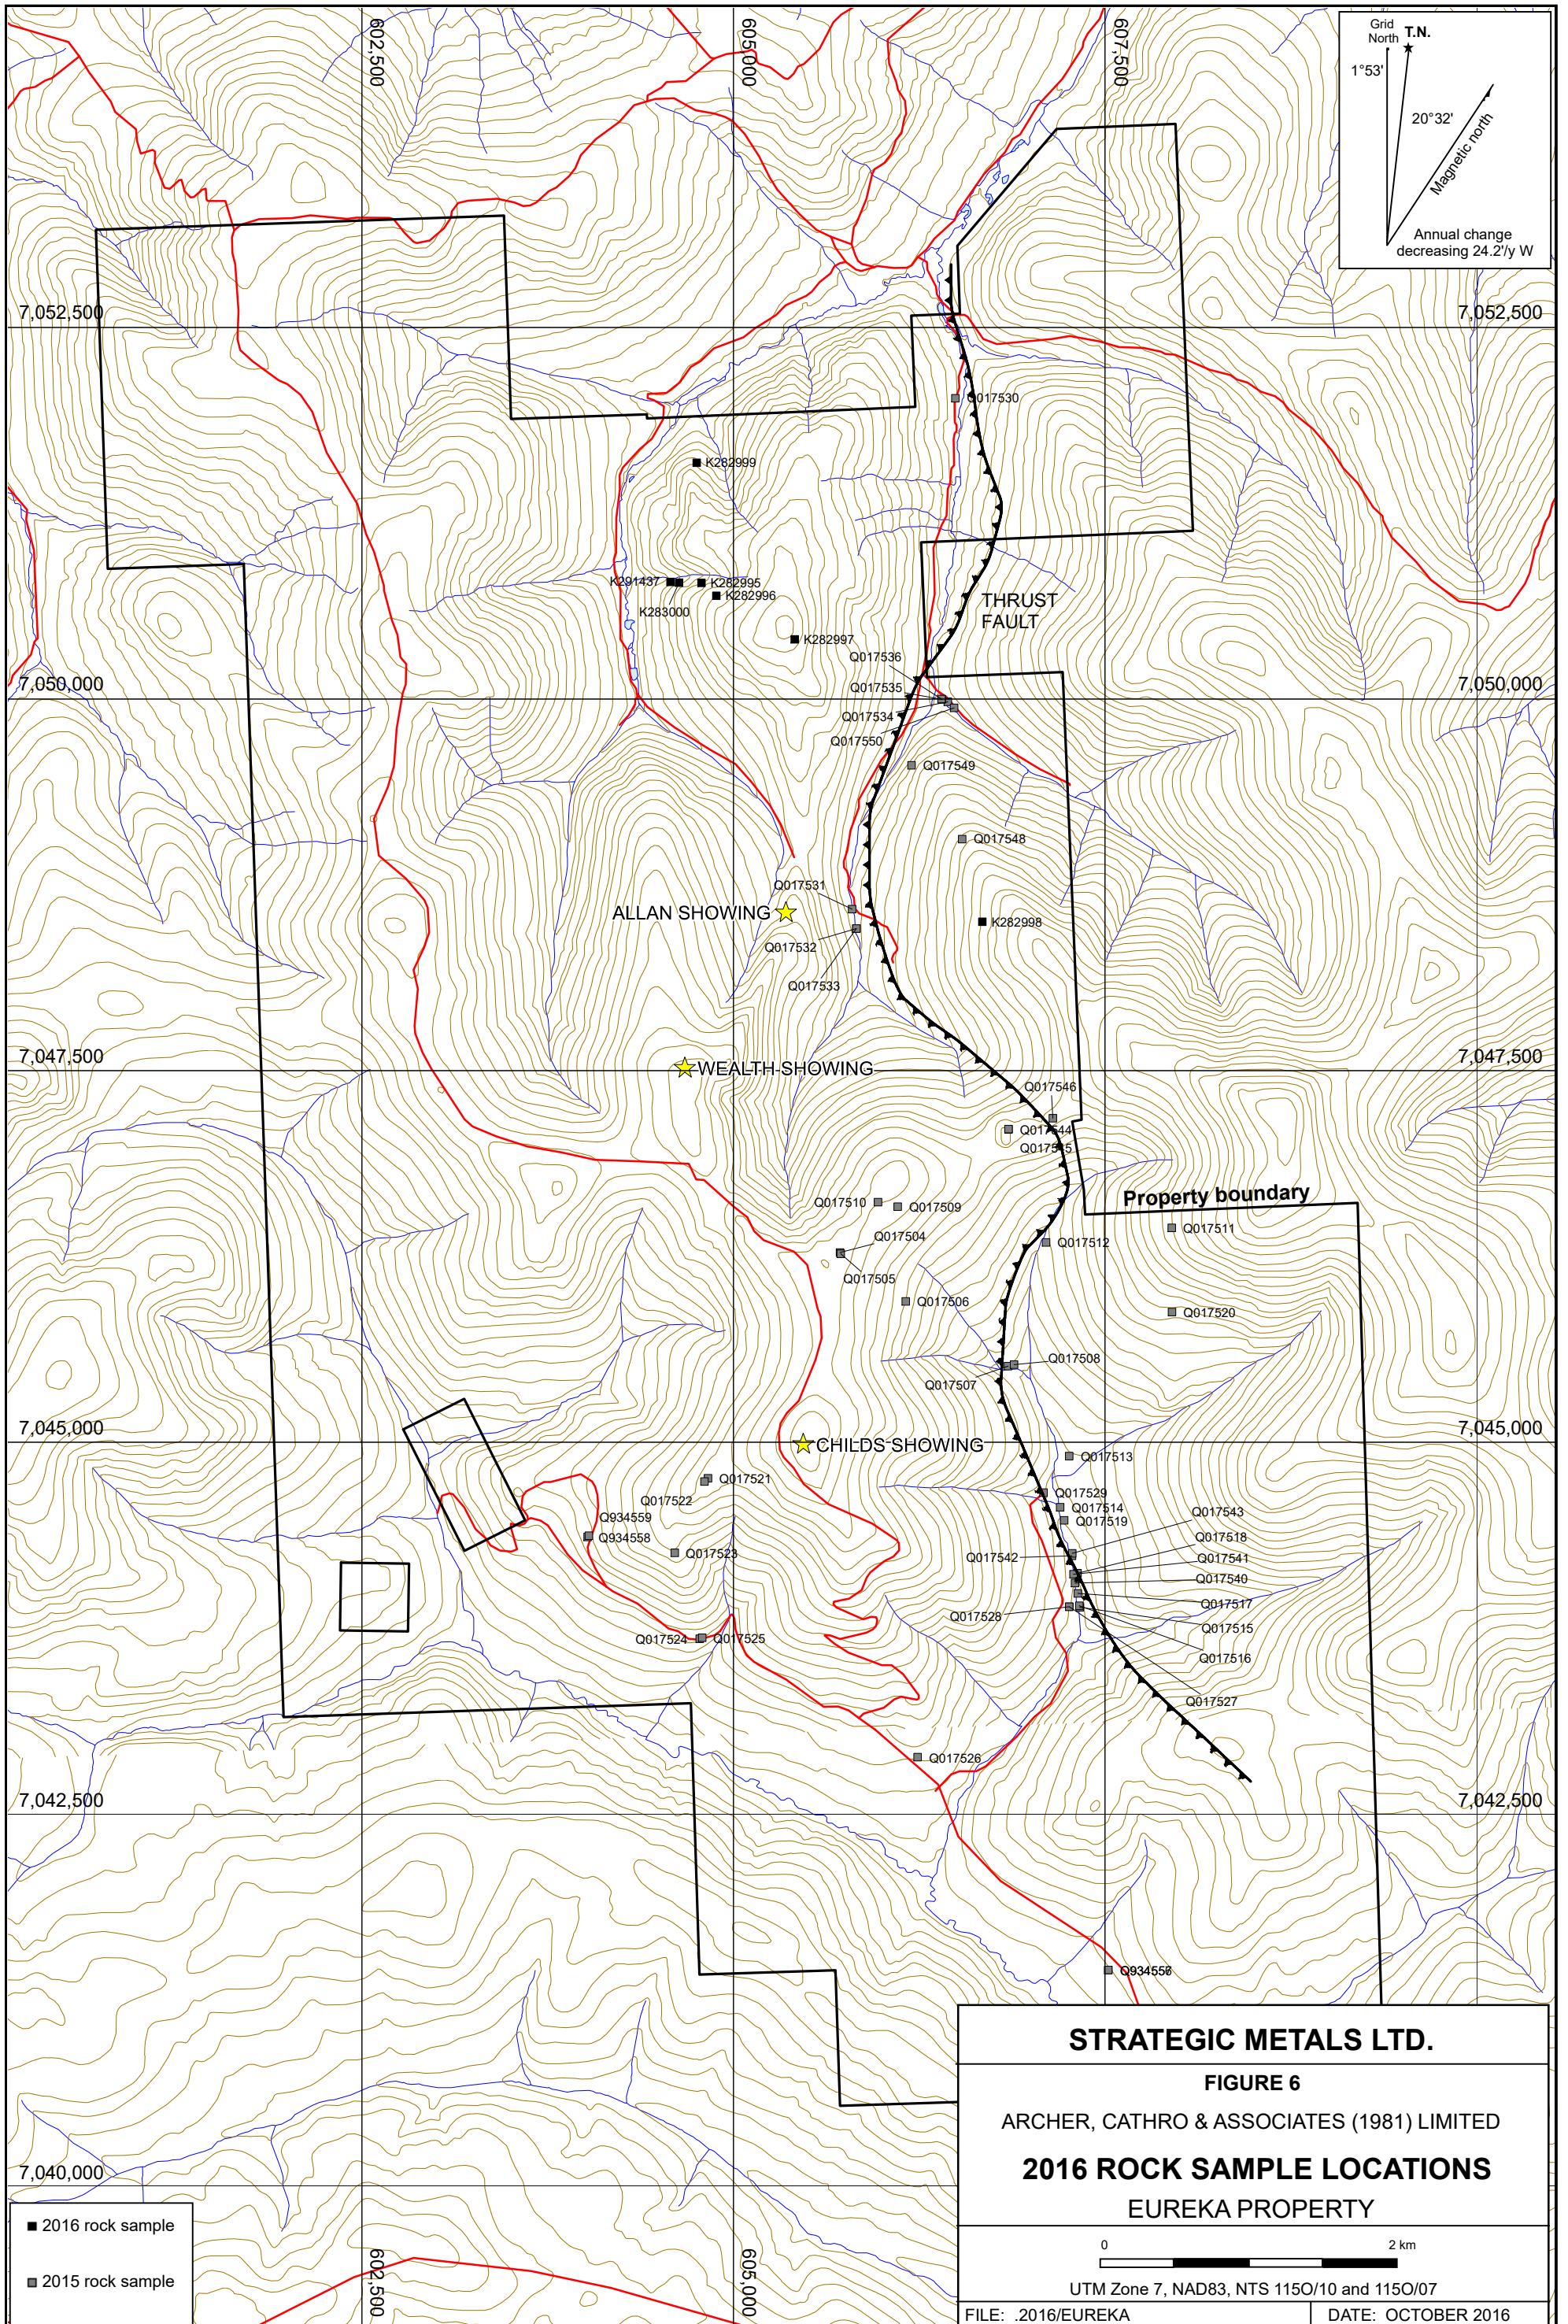 602,500
605,000
607,500
Grid
North T.N.
1°53'
20°32'
Magnetic north
Annual change
decreasing 24.2'/y W
7,052,500
7,052,500
Q017530
K282999
K291437
K282995
K282996
K283000
THRUST
FAULT
K282997
Q017536
7,050,000
Q017535
7,050,000
Q017534
Q017550
Q017549
Q017548
Q017531
ALLAN SHOWING
K282998
Q017532
Q017533
7,047,500
WEALTH SHOWING
7,047,500
Q017546
Q017544
Q017545
Property boundary
Q017510
Q017509
Q017511
Q017504
Q017512
Q017505
Q017506
Q017520
Q017508
Q017507
7,045,000
CHILDS SHOWING
7,045,000
Q017513
Q017521
Q017522
Q017529
Q017514
Q017543
Q934559
Q017519
Q934558
Q017518
Q017523
Q017542
Q017541
Q017540
Q017517
Q017528
Q017515
Q017524
Q017525
Q017516
Q017527
Q017526
7,042,500
7,042,500
STRATEGIC METALS LTD.
FIGURE 6
ARCHER, CATHRO & ASSOCIATES (1981) LIMITED
2016 ROCK SAMPLE LOCATIONS
EUREKA PROPERTY
0 2 km
UTM Zone 7, NAD83, NTS 115O/10 and 115O/07
FILE: .2016/EUREKA
DATE: OCTOBER 2016
7,040,000
2016 rock sample
2015 rock sample
602,500
605,000